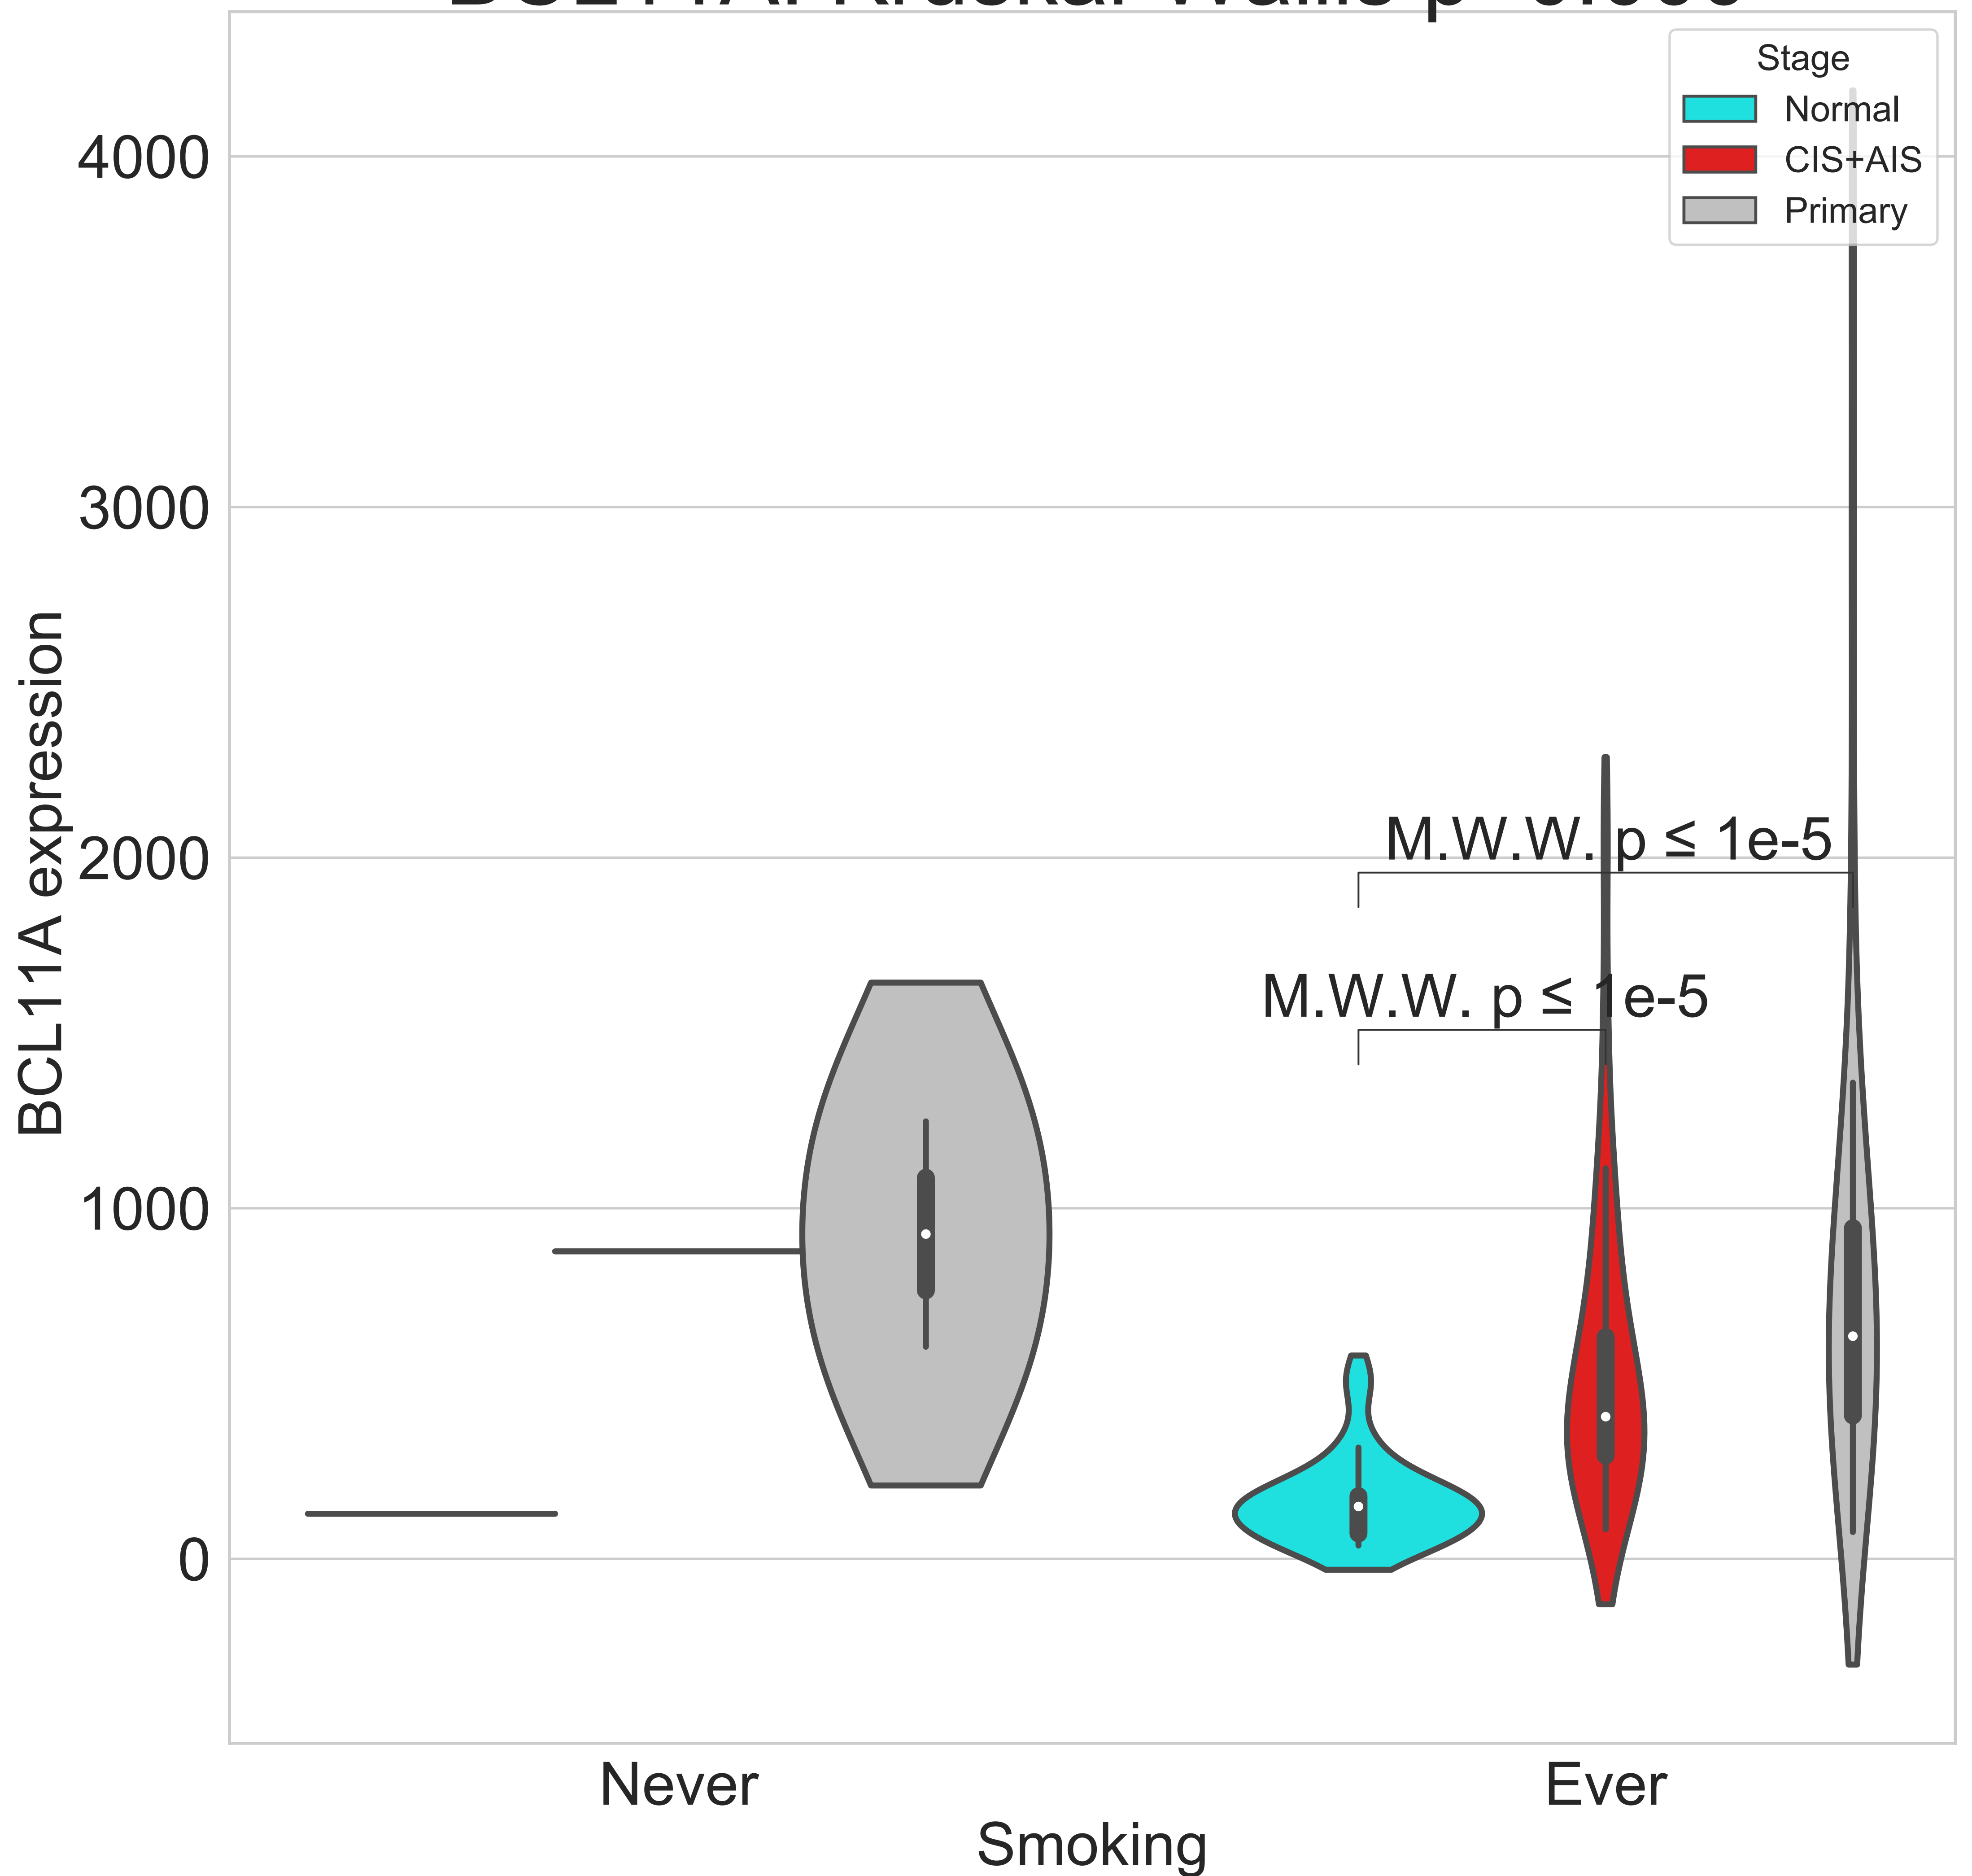 Stage
Normal
CIS+AIS
Primary
4000
3000
2000
1000
0
BCL11A expression
M.W.W. p ≤ 1e-5
M.W.W. p ≤ 1e-5
Never
Ever
Smoking